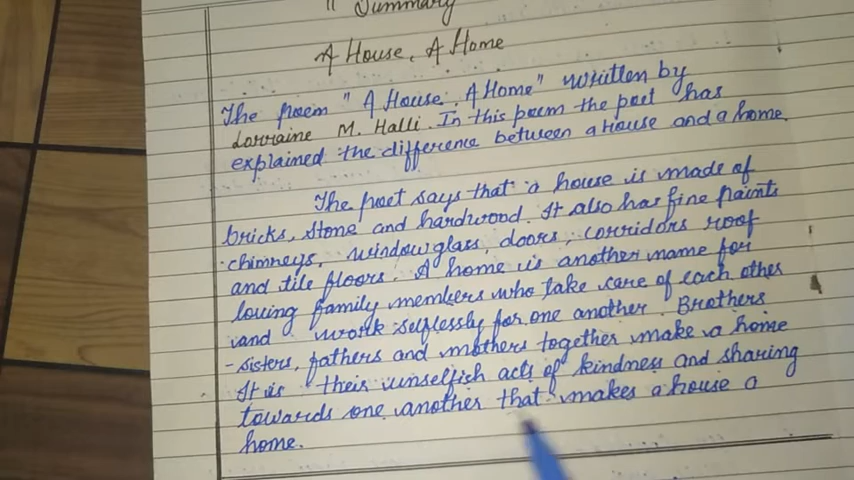 " Summary
A House, A Home
The poem " A House, A Home" written by
Lorraine M. Halli. In this poem the poet has
explained the difference between a House and a home.
The poet says that a house is made of
bricks, stone and hardwood. It also has fine paints
chimneys, window glass, doors, corridors roof
and tile floors. A home is another name for
loving family members who take care of each other
and work selflessly for one another. Brothers
- sisters, fathers and mothers together make a home
It is their unselfish acts of kindness and sharing
towards one another that makes a house a
home.